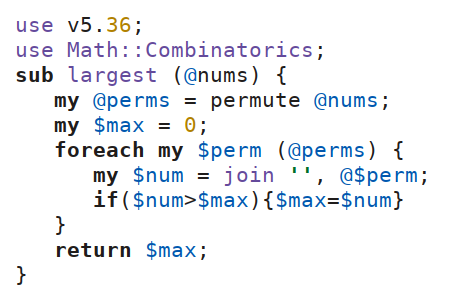 use v5.36;
use Math::Combinatorics;
sub largest (@nums) {
   my @perms = permute @nums;
   my $max = 0;
   foreach my $perm (@perms) {
      my $num = join '', @$perm;
      if($num>$max){$max=$num}
   }
   return $max;
}